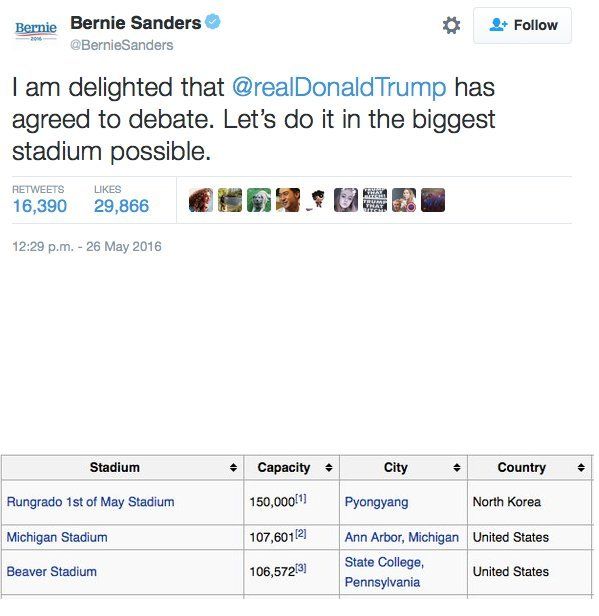 Bernie
2016
Bernie Sanders
@BernieSanders
Follow
I am delighted that @realDonaldTrump has
agreed to debate. Let's do it in the biggest
stadium possible.
RETWEETS LIKES
16,390 29,866
12:29 p.m. - 26 May 2016
Stadium Capacity City Country
Rungrado 1st of May Stadium 150,000[1] Pyongyang North Korea
Michigan Stadium 107,601[2] Ann Arbor, Michigan United States
Beaver Stadium 106,572[3] State College,
Pennsylvania United States